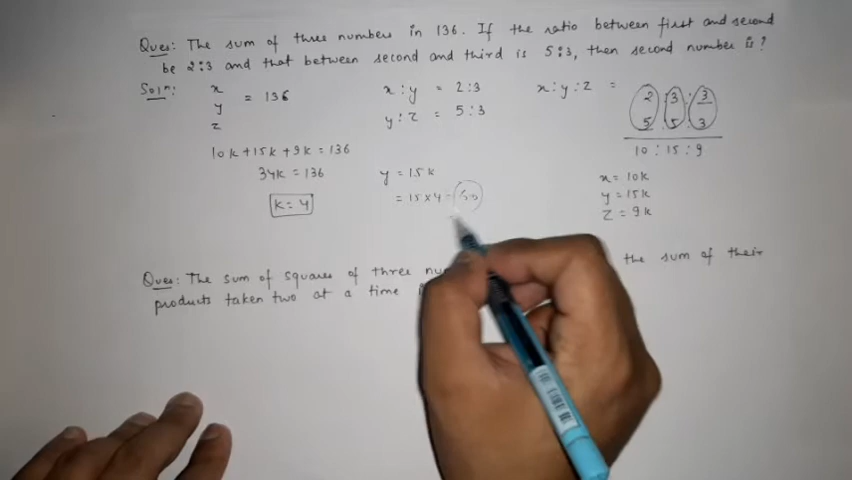 Ques: The sum of three numbers in 136. If the ratio between first and second
be 2:3 and that between second and third is 5:3, then second number is?
Solⁿ:
x
y = 136
z
10k+15k+9k = 136
34k = 136
k = 4
x:y = 2:3
y:z = 5:3
y = 15k
= 15×4 = 60
x:y:z =
2 : 3 : 3
5 : 5 : 3
10 : 15 : 9
x = 10k
y = 15k
z = 9k
Ques: The sum of squares of three the sum of their
products taken two at a time